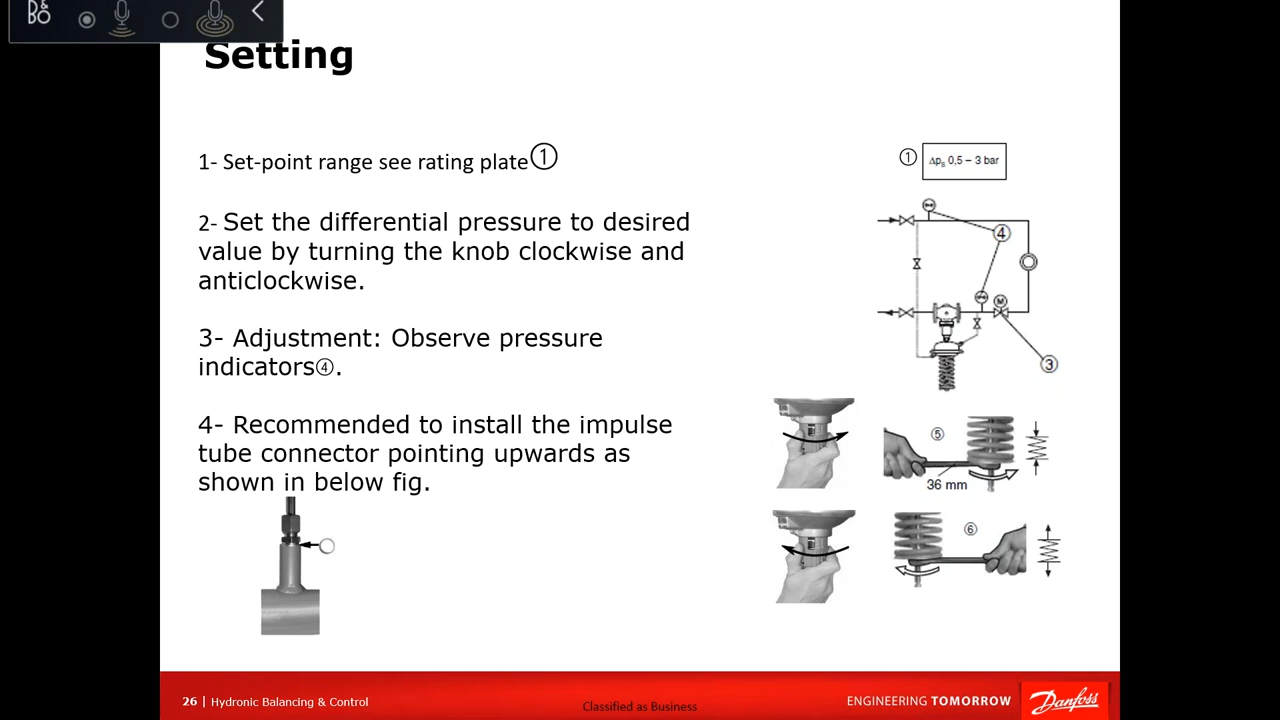 Setting
1- Set-point range see rating plate①
2- Set the differential pressure to desired
value by turning the knob clockwise and
anticlockwise.
3- Adjustment: Observe pressure
indicators④.
4- Recommended to install the impulse
tube connector pointing upwards as
shown in below fig.
① Δps 0,5 – 3 bar
④
M
③
⑤
36 mm
⑥
26 | Hydronic Balancing & Control
Classified as Business
ENGINEERING TOMORROW
Danfoss